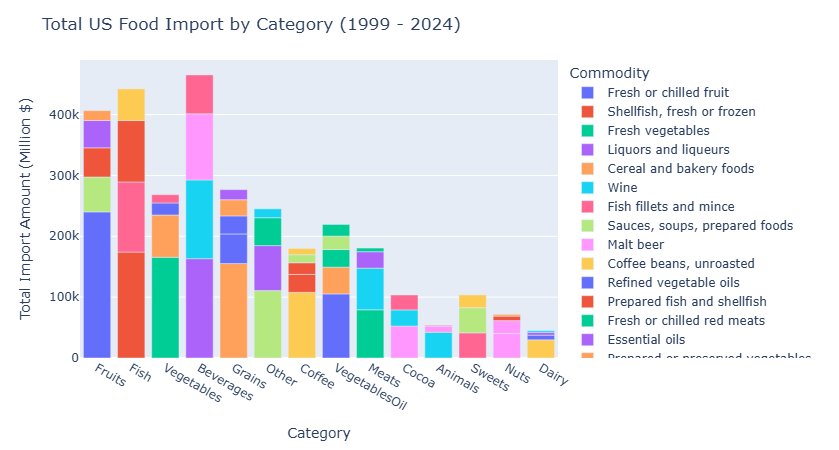 Total US Food Import by Category (1999 - 2024)
Total Import Amount (Million $)
400k
300k
200k
100k
0
Fruits
Fish
Vegetables
Beverages
Grains
Other
Coffee
VegetablesOil
Meats
Cocoa
Animals
Sweets
Nuts
Dairy
Category
Commodity
Fresh or chilled fruit
Shellfish, fresh or frozen
Fresh vegetables
Liquors and liqueurs
Cereal and bakery foods
Wine
Fish fillets and mince
Sauces, soups, prepared foods
Malt beer
Coffee beans, unroasted
Refined vegetable oils
Prepared fish and shellfish
Fresh or chilled red meats
Essential oils
Prepared or preserved vegetables